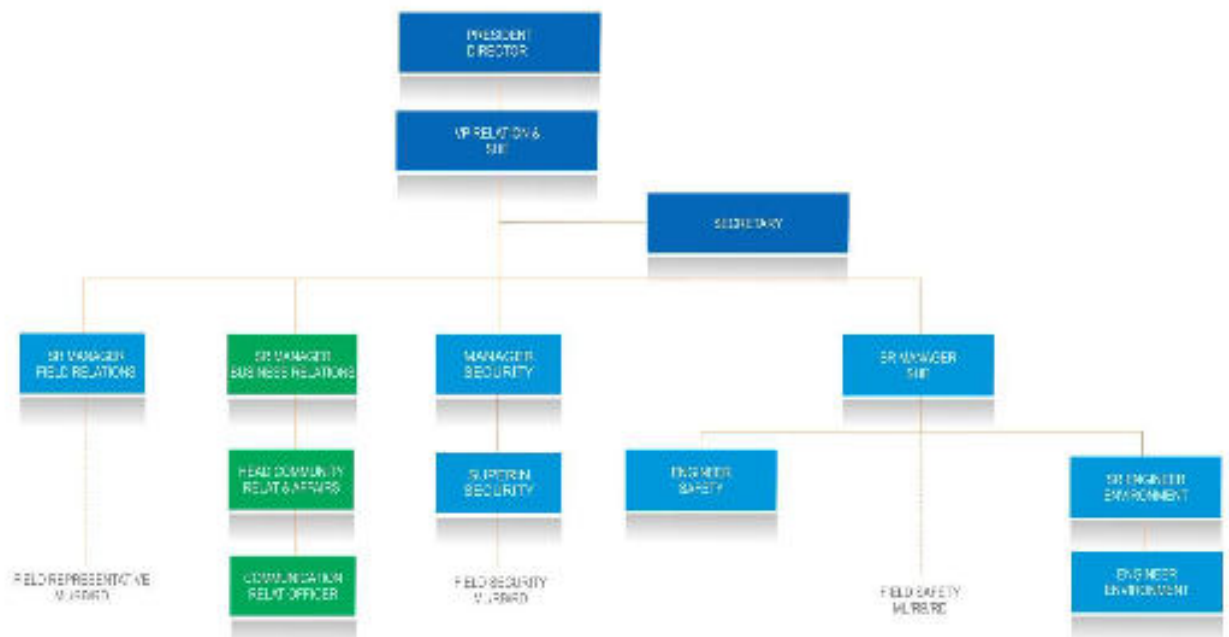 PRESIDENT
DIRECTOR
VP RELATION &
SHE
SECRETARY
SR MANAGER
FIELD RELATIONS
SR MANAGER
BUSINESS RELATIONS
MANAGER
SECURITY
SR MANAGER
SHE
HEAD COMMUNITY
RELAT & AFFAIRS
SUPERIN
SECURITY
ENGINEER
SAFETY
SR ENGINEER
ENVIRONMENT
FIELD REPRESENTATIVE
COMMUNICATION
RELAT OFFICER
FIELD SECURITY
FIELD SAFETY
ENGINEER
ENVIRONMENT